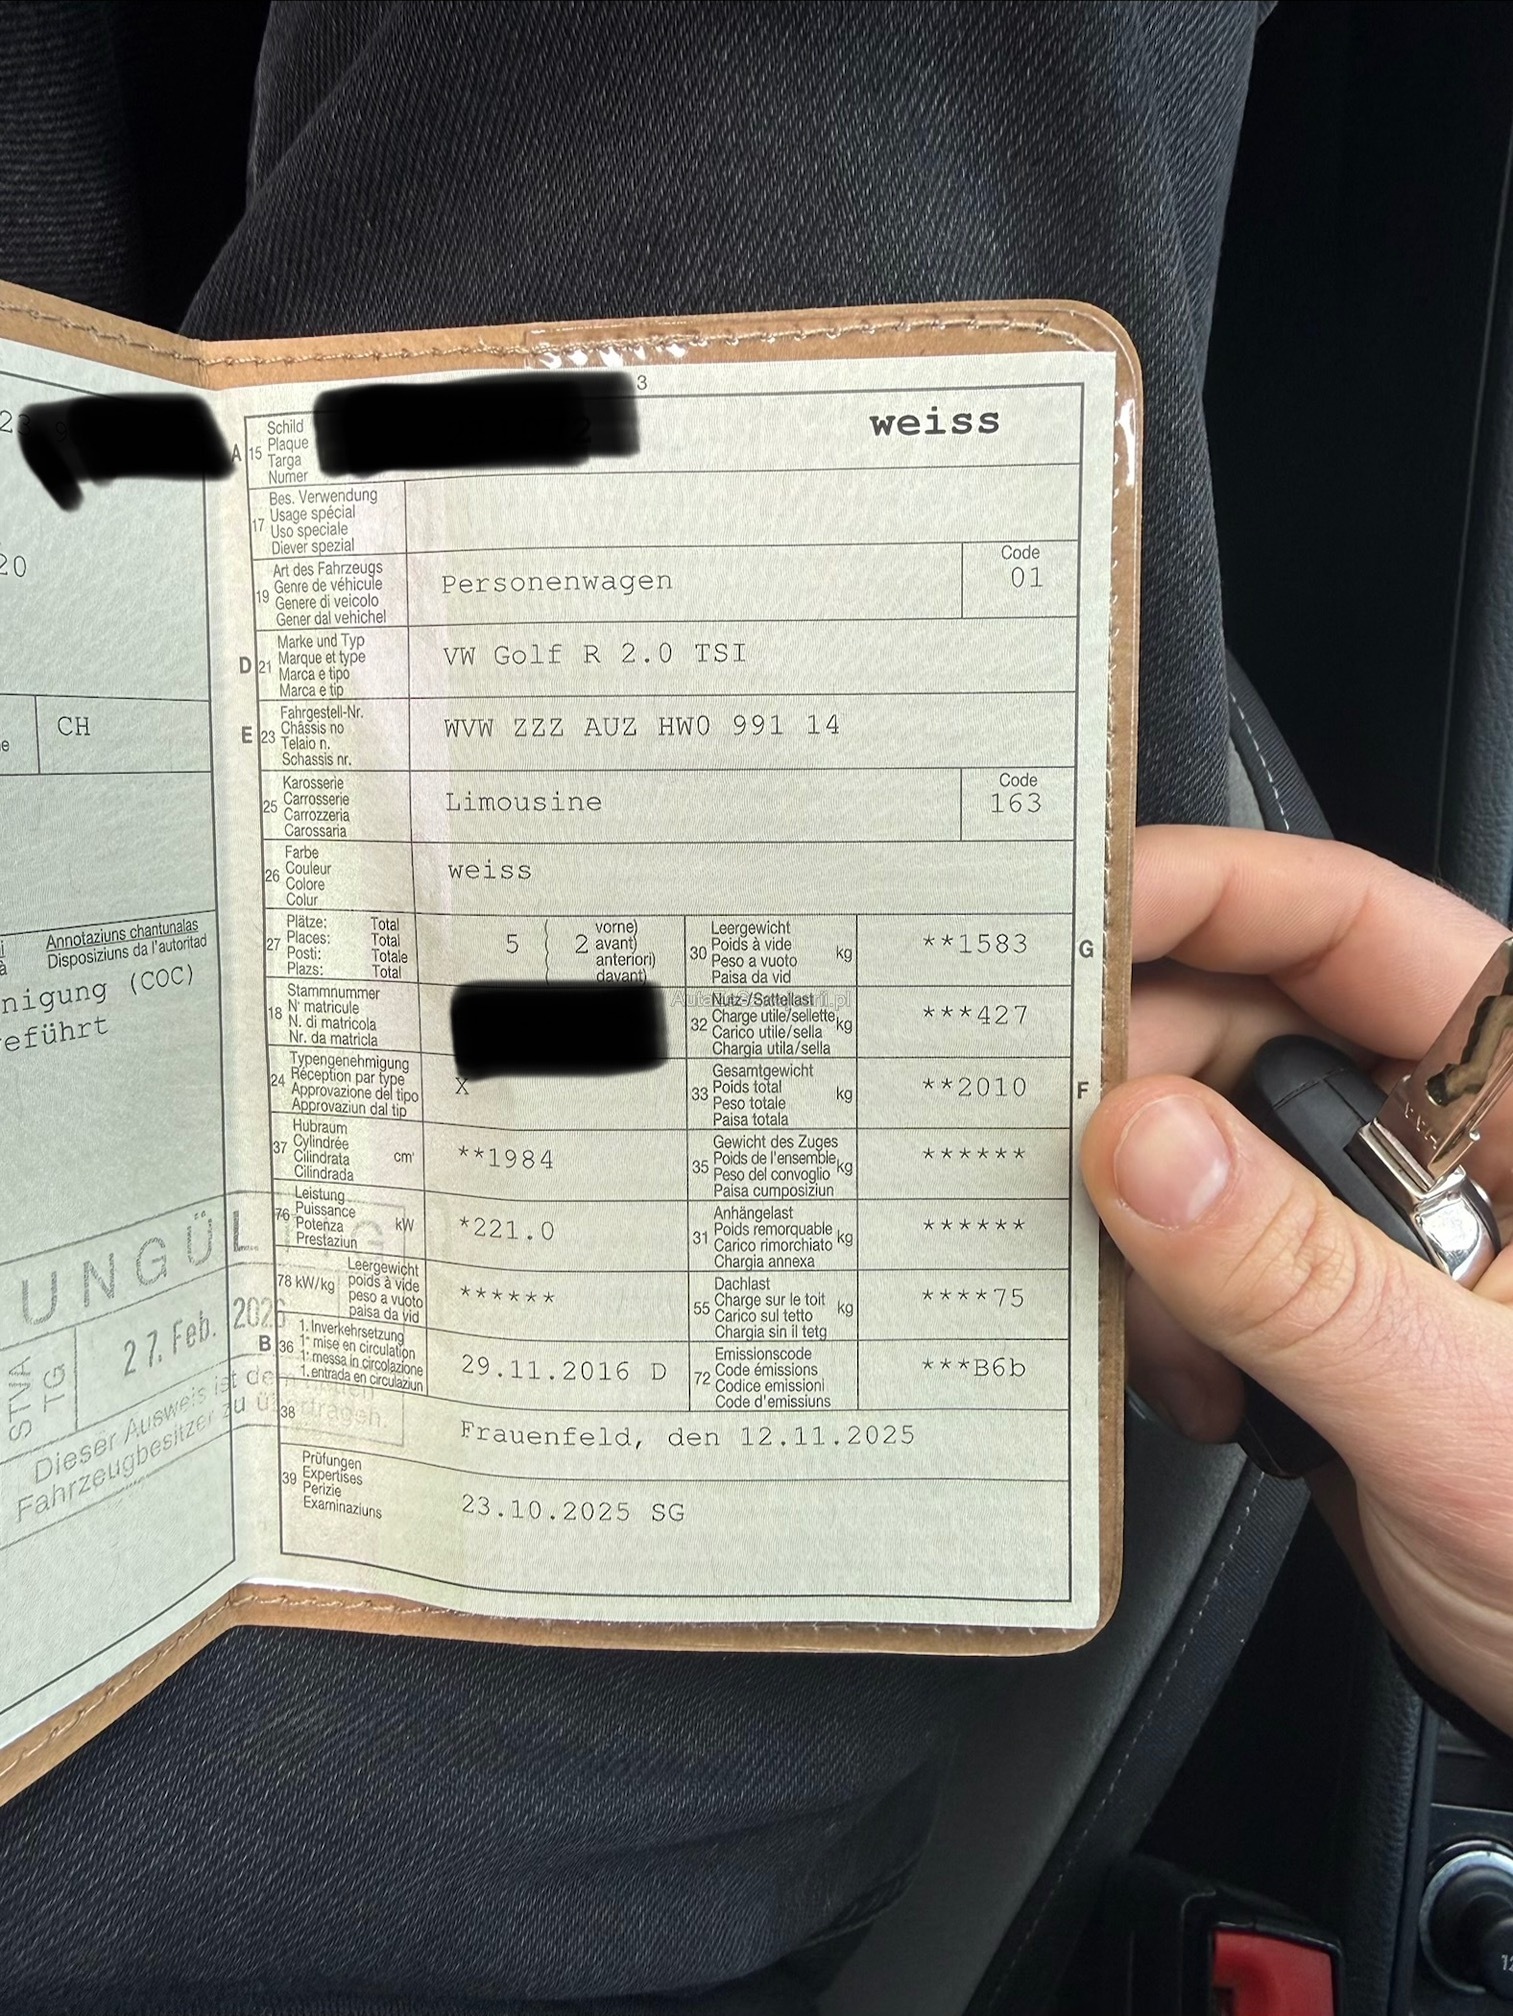 20
CH
Annotaziuns chantunalas
Disposiziuns da l'autoritad
nigung (COC)
eführt
UNGÜLTIG
STVA
TG
27. Feb. 2026
Dieser Ausweis ist
Fahrzeugbesitzer zu übertragen.
3
A 15
Schild
Plaque
Targa
Numer
weiss
17
Bes. Verwendung
Usage spécial
Uso speciale
Diever spezial
19
Art des Fahrzeugs
Genre de véhicule
Genere di veicolo
Gener dal vehichel
Personenwagen
Code
01
D 21
Marke und Typ
Marque et type
Marca e tipo
Marca e tip
VW Golf R 2.0 TSI
E 23
Fahrgestell-Nr.
Châssis no
Telaio n.
Schassis nr.
WVW ZZZ AUZ HW0 991 14
25
Karosserie
Carrosserie
Carrozzeria
Carossaria
Limousine
Code
163
26
Farbe
Couleur
Colore
Colur
weiss
27
Plätze: Total
Places: Total
Posti: Totale
Plazs: Total
5 ( 2
vorne)
avant)
anteriori)
davant)
30
Leergewicht
Poids à vide
Peso a vuoto
Paisa da vid
kg
**1583
G
18
Stammnummer
N° matricule
N. di matricola
Nr. da matricla
32
Nutz-/Sattellast
Charge utile/sellette
Carico utile/sella
Chargia utila/sella
kg
***427
24
Typengenehmigung
Réception par type
Approvazione del tipo
Approvaziun dal tip
X
33
Gesamtgewicht
Poids total
Peso totale
Paisa totala
kg
**2010
F
37
Hubraum
Cylindrée
Cilindrata
Cilindrada
cm³
**1984
35
Gewicht des Zuges
Poids de l'ensemble
Peso del convoglio
Paisa cumposiziun
kg
******
76
Leistung
Puissance
Potenza
Prestaziun
kW
*221.0
31
Anhängelast
Poids remorquable
Carico rimorchiato
Chargia annexa
kg
******
78 kW/kg
Leergewicht
poids à vide
peso a vuoto
paisa da vid
******
55
Dachlast
Charge sur le toit
Carico sul tetto
Chargia sin il tetg
kg
****75
B 36
1. Inverkehrsetzung
1re mise en circulation
1a messa in circolazione
1. entrada en circulaziun
29.11.2016 D
72
Emissionscode
Code émissions
Codice emissioni
Code d'emissiuns
***B6b
38
Frauenfeld, den 12.11.2025
39
Prüfungen
Expertises
Perizie
Examinaziuns
23.10.2025 SG